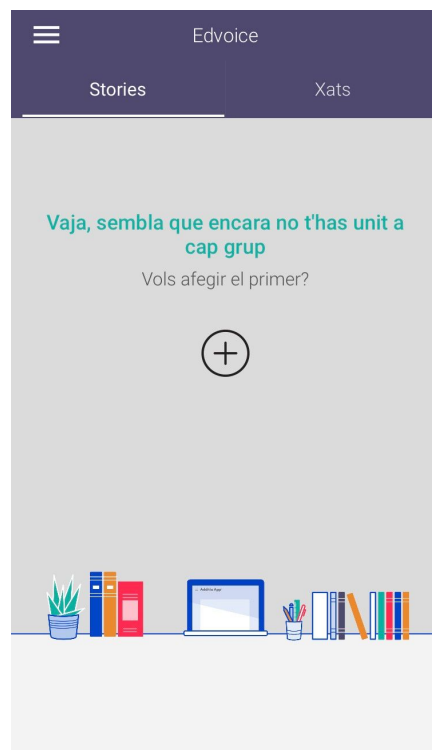 Edvoice
Stories
Xats
Vaja, sembla que encara no t'has unit a
cap grup
Vols afegir el primer?